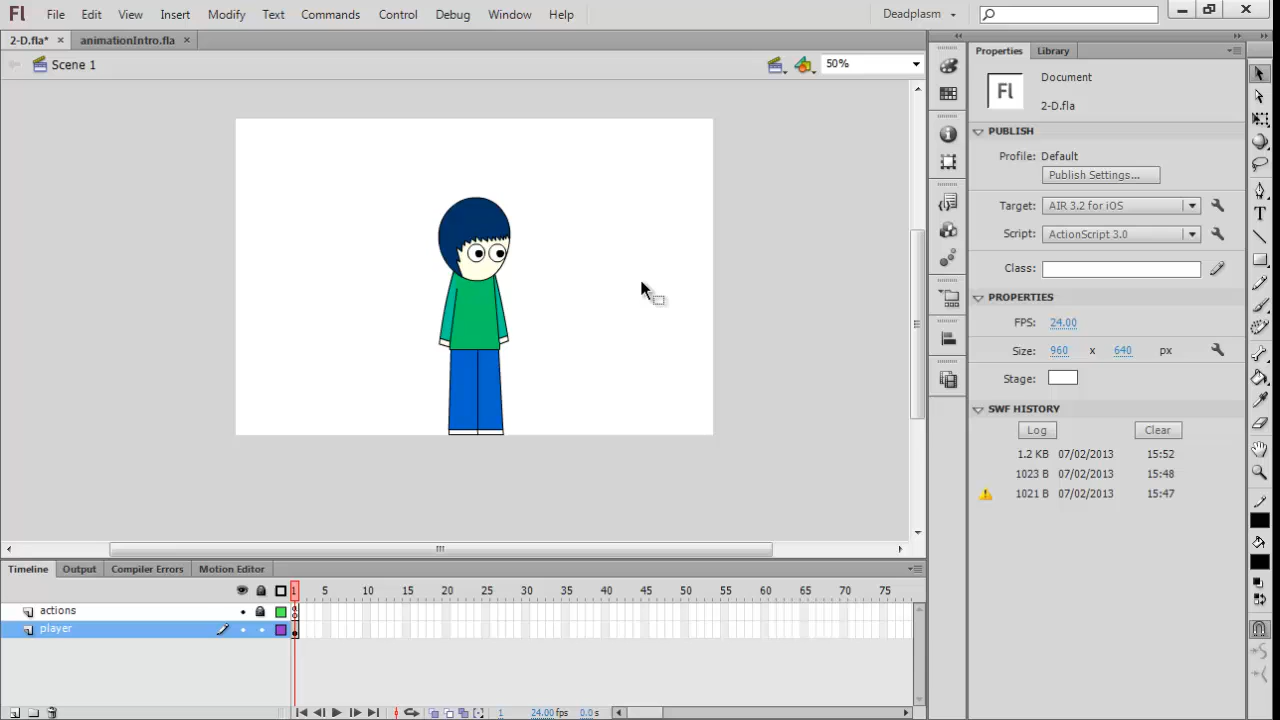 Fl File Edit View Insert Modify Text Commands Control Debug Window Help Deadplasm
2-D.fla* × animationIntro.fla ×
Scene 1 50%
Properties Library
Fl Document
2-D.fla
PUBLISH
Profile: Default
Publish Settings...
Target: AIR 3.2 for iOS
Script: ActionScript 3.0
Class:
PROPERTIES
FPS: 24.00
Size: 960 x 640 px
Stage:
SWF HISTORY
Log Clear
1.2 KB 07/02/2013 15:52
1023 B 07/02/2013 15:48
1021 B 07/02/2013 15:47
Timeline Output Compiler Errors Motion Editor
1 5 10 15 20 25 30 35 40 45 50 55 60 65 70 75
actions
player
1 24.00 fps 0.0 s